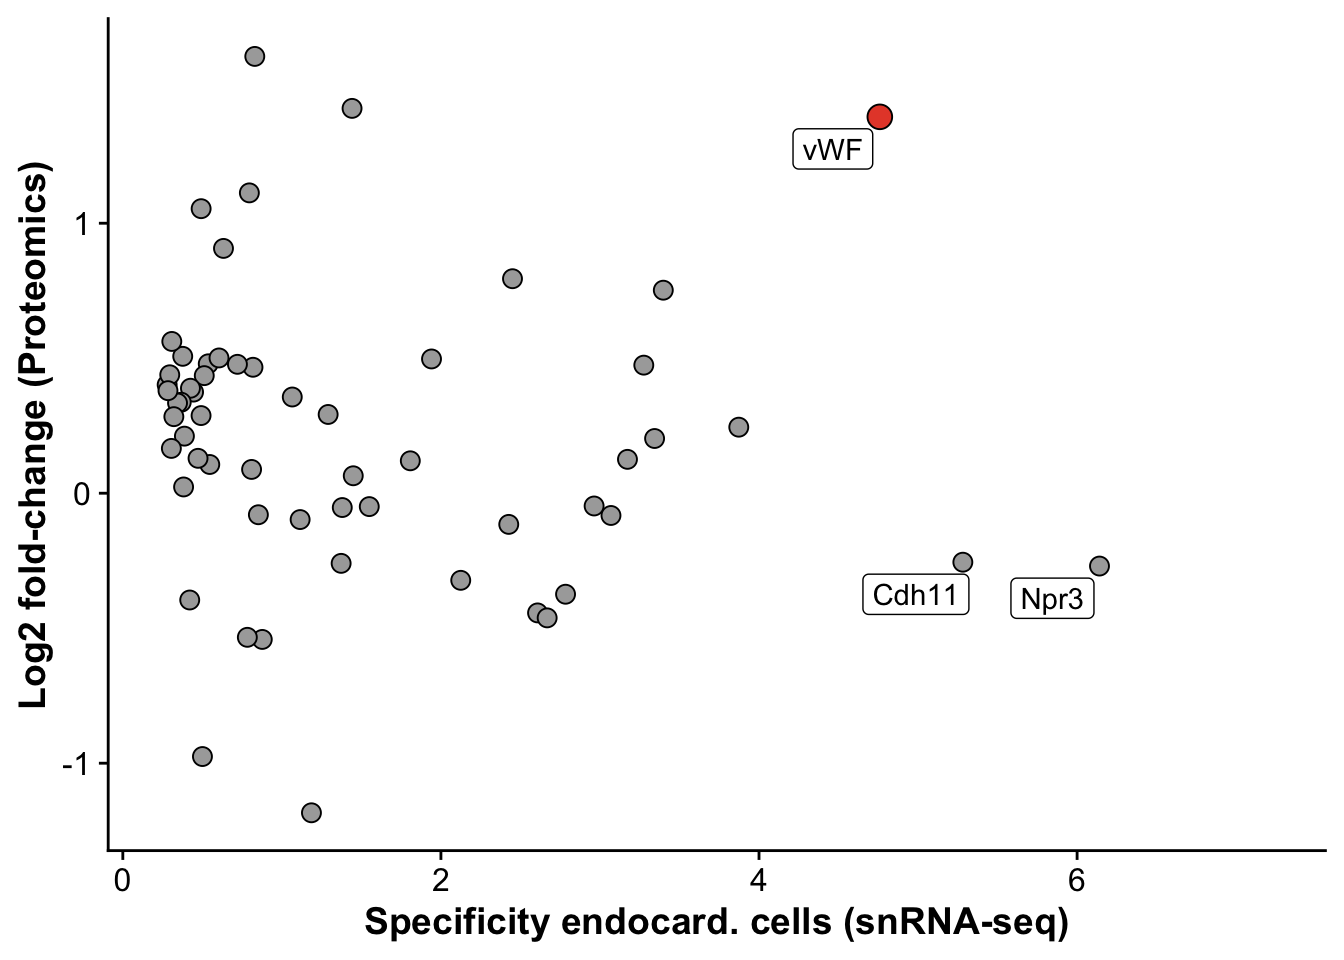 vWF
1
0
-1
Cdh11
Npr3
0 2 4 6
Specificity endocard. cells (snRNA-seq)
Log2 fold-change (Proteomics)